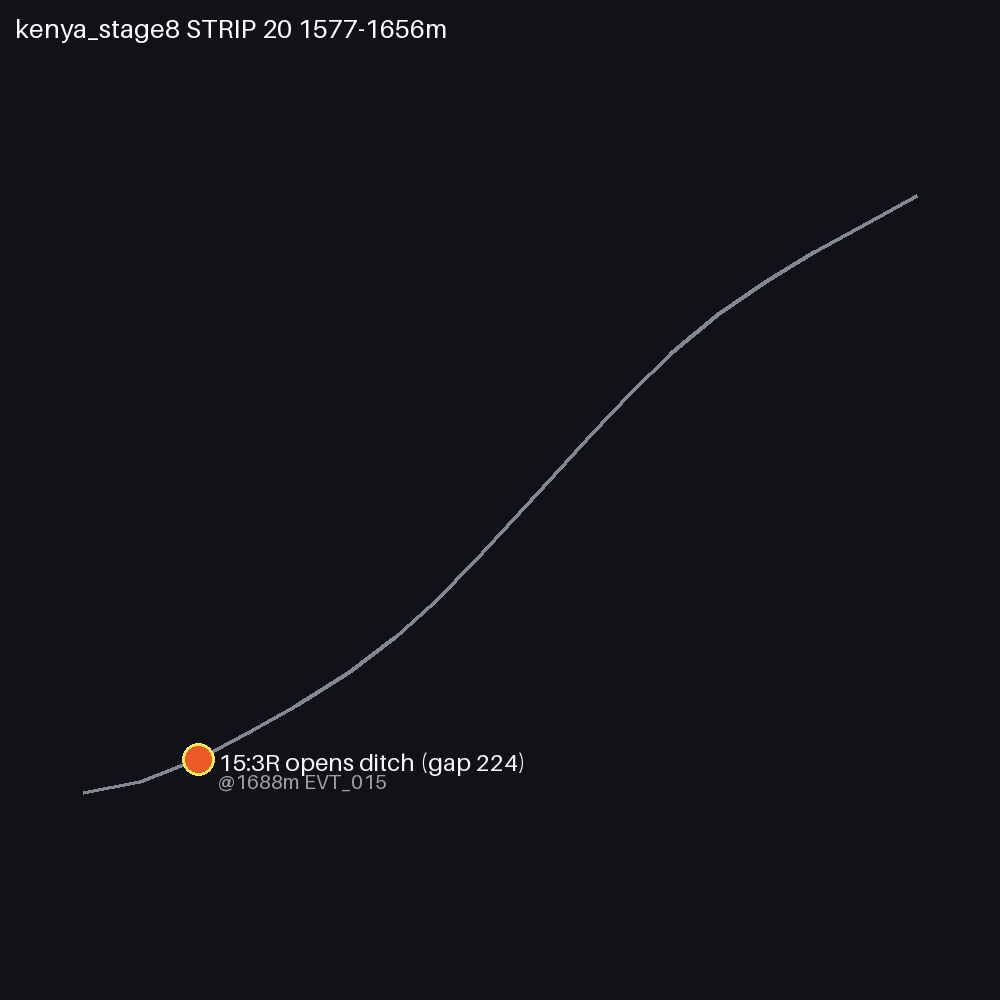 kenya_stage8 STRIP 20 1577-1656m
15:3R opens ditch (gap 224)
@1688m EVT_015